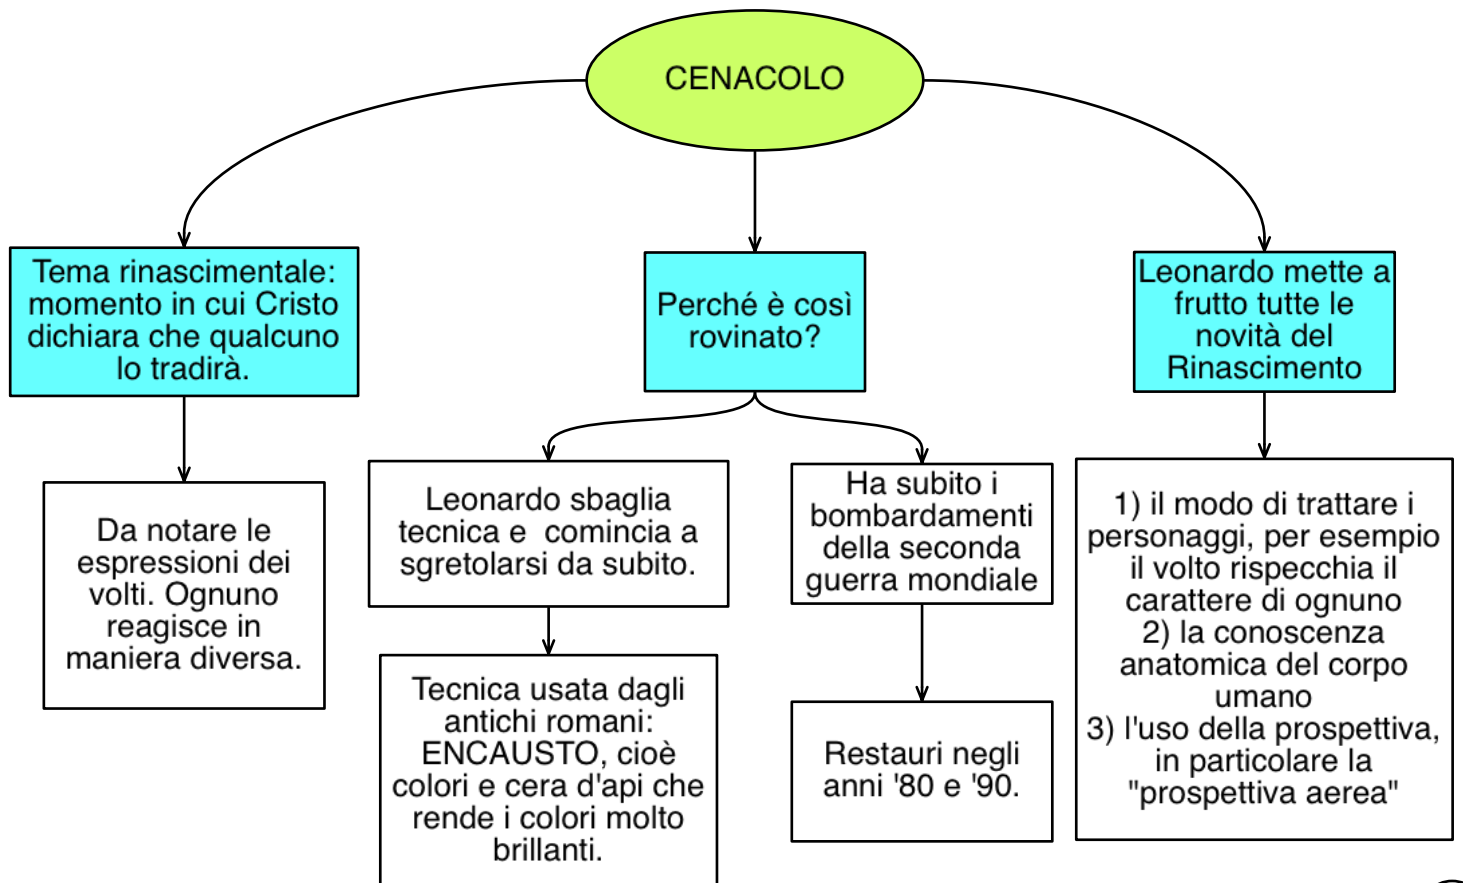 CENACOLO
Tema rinascimentale:
momento in cui Cristo
dichiara che qualcuno
lo tradirà.
Da notare le
espressioni dei
volti. Ognuno
reagisce in
maniera diversa.
Perché è così
rovinato?
Leonardo sbaglia
tecnica e  comincia a
sgretolarsi da subito.
Tecnica usata dagli
antichi romani:
ENCAUSTO, cioè
colori e cera d'api che
rende i colori molto
brillanti.
Ha subito i
bombardamenti
della seconda
guerra mondiale
Restauri negli
anni '80 e '90.
Leonardo mette a
frutto tutte le
novità del
Rinascimento
1) il modo di trattare i
personaggi, per esempio
il volto rispecchia il
carattere di ognuno
2) la conoscenza
anatomica del corpo
umano
3) l'uso della prospettiva,
in particolare la
"prospettiva aerea"